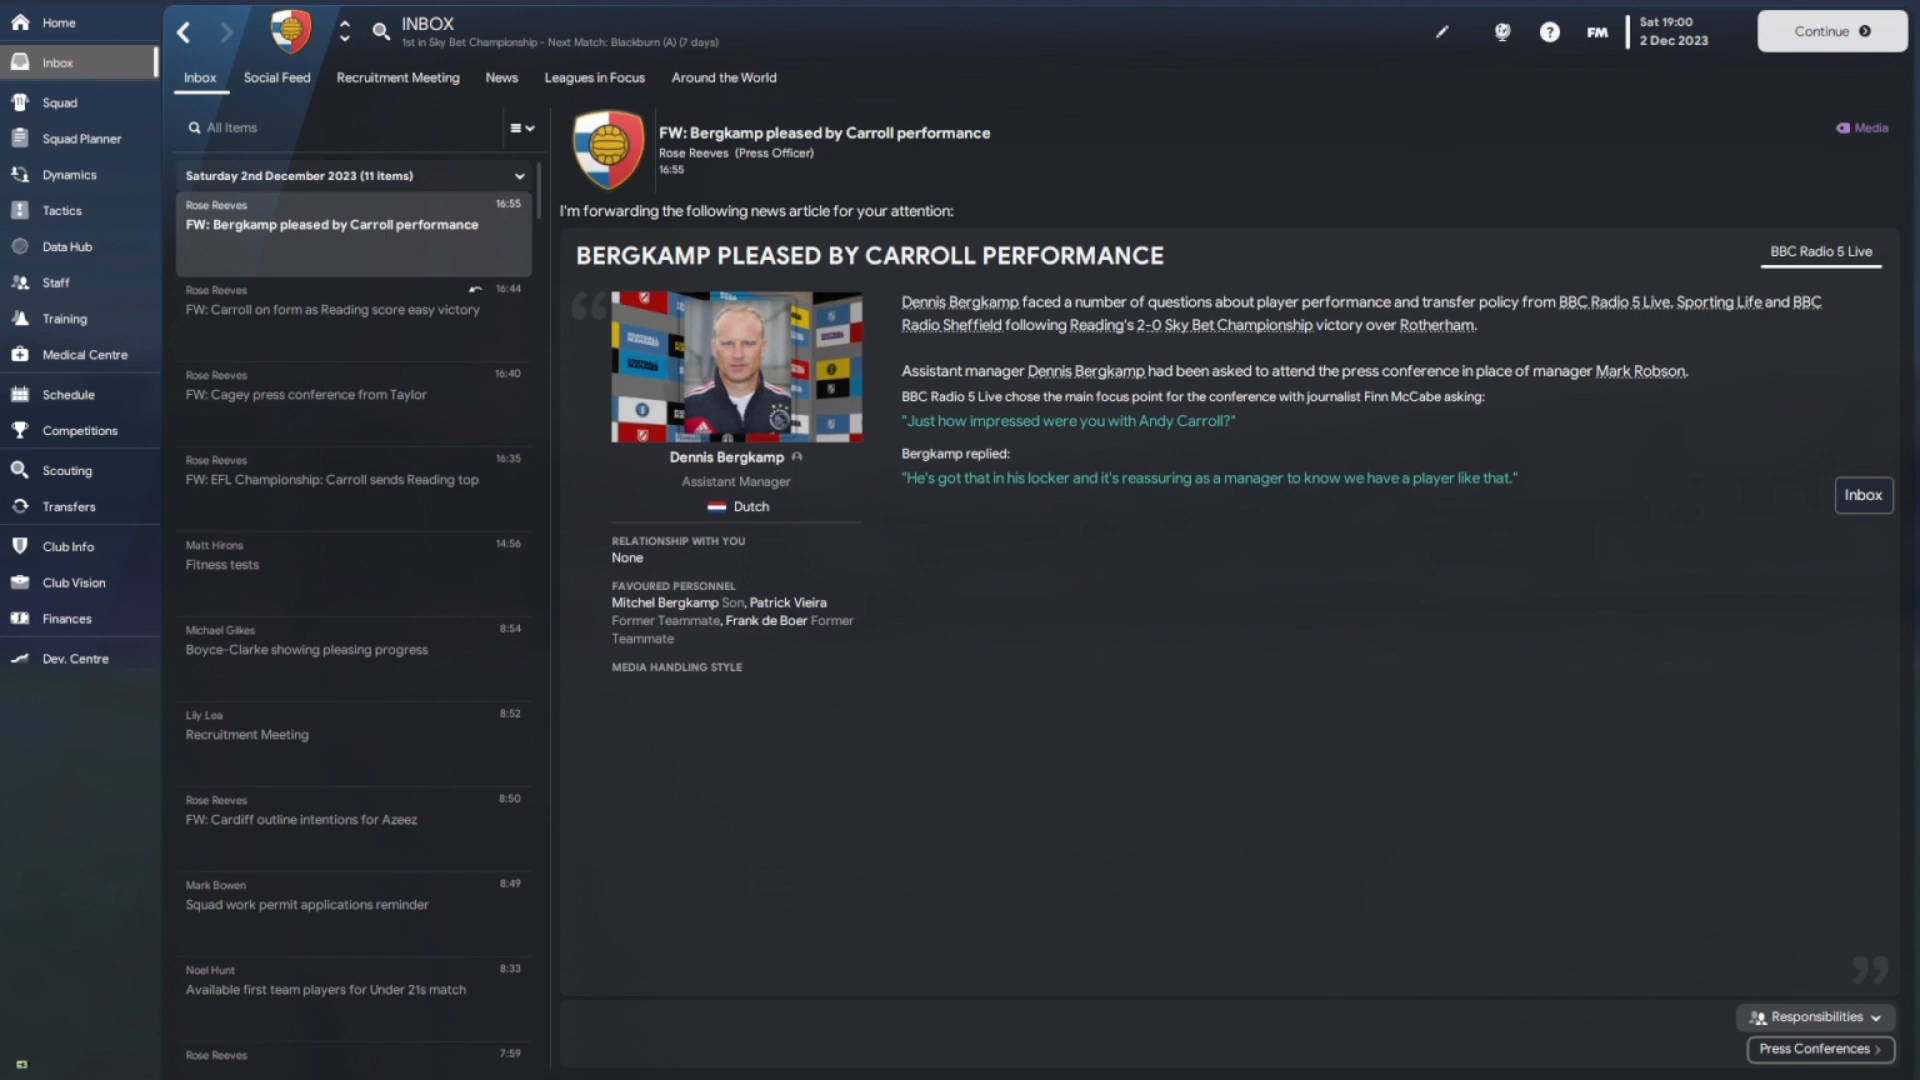 Home
Inbox
Squad
Squad Planner
Dynamics
Tactics
Data Hub
Staff
Training
Medical Centre
Schedule
Competitions
Scouting
Transfers
Club Info
Club Vision
Finances
Dev. Centre
INBOX
1st in Sky Bet Championship - Next Match: Blackburn (A) (7 days)
FM
Sat 19:00
2 Dec 2023
Continue
Inbox Social Feed Recruitment Meeting News Leagues in Focus Around the World
All Items
Saturday 2nd December 2023 (11 Items)
Rose Reeves 16:55
FW: Bergkamp pleased by Carroll performance
Rose Reeves 16:44
FW: Carroll on form as Reading score easy victory
Rose Reeves 16:40
FW: Cagey press conference from Taylor
Rose Reeves 16:35
FW: EFL Championship: Carroll sends Reading top
Matt Hirons 14:56
Fitness tests
Michael Gilkes 8:54
Boyce-Clarke showing pleasing progress
Lily Lea 8:52
Recruitment Meeting
Rose Reeves 8:50
FW: Cardiff outline intentions for Azeez
Mark Bowen 8:49
Squad work permit applications reminder
Noel Hunt 8:33
Available first team players for Under 21s match
Rose Reeves 7:59
FW: Bergkamp pleased by Carroll performance
Rose Reeves (Press Officer)
16:55
Media
I'm forwarding the following news article for your attention:
BERGKAMP PLEASED BY CARROLL PERFORMANCE
BBC Radio 5 Live
Dennis Bergkamp
Assistant Manager
Dutch
RELATIONSHIP WITH YOU
None
FAVOURED PERSONNEL
Mitchel Bergkamp Son, Patrick Vieira
Former Teammate, Frank de Boer Former
Teammate
MEDIA HANDLING STYLE
Dennis Bergkamp faced a number of questions about player performance and transfer policy from BBC Radio 5 Live, Sporting Life and BBC
Radio Sheffield following Reading's 2-0 Sky Bet Championship victory over Rotherham.
Assistant manager Dennis Bergkamp had been asked to attend the press conference in place of manager Mark Robson.
BBC Radio 5 Live chose the main focus point for the conference with journalist Finn McCabe asking:
"Just how impressed were you with Andy Carroll?"
Bergkamp replied:
"He's got that in his locker and it's reassuring as a manager to know we have a player like that."
Inbox
Responsibilities
Press Conferences